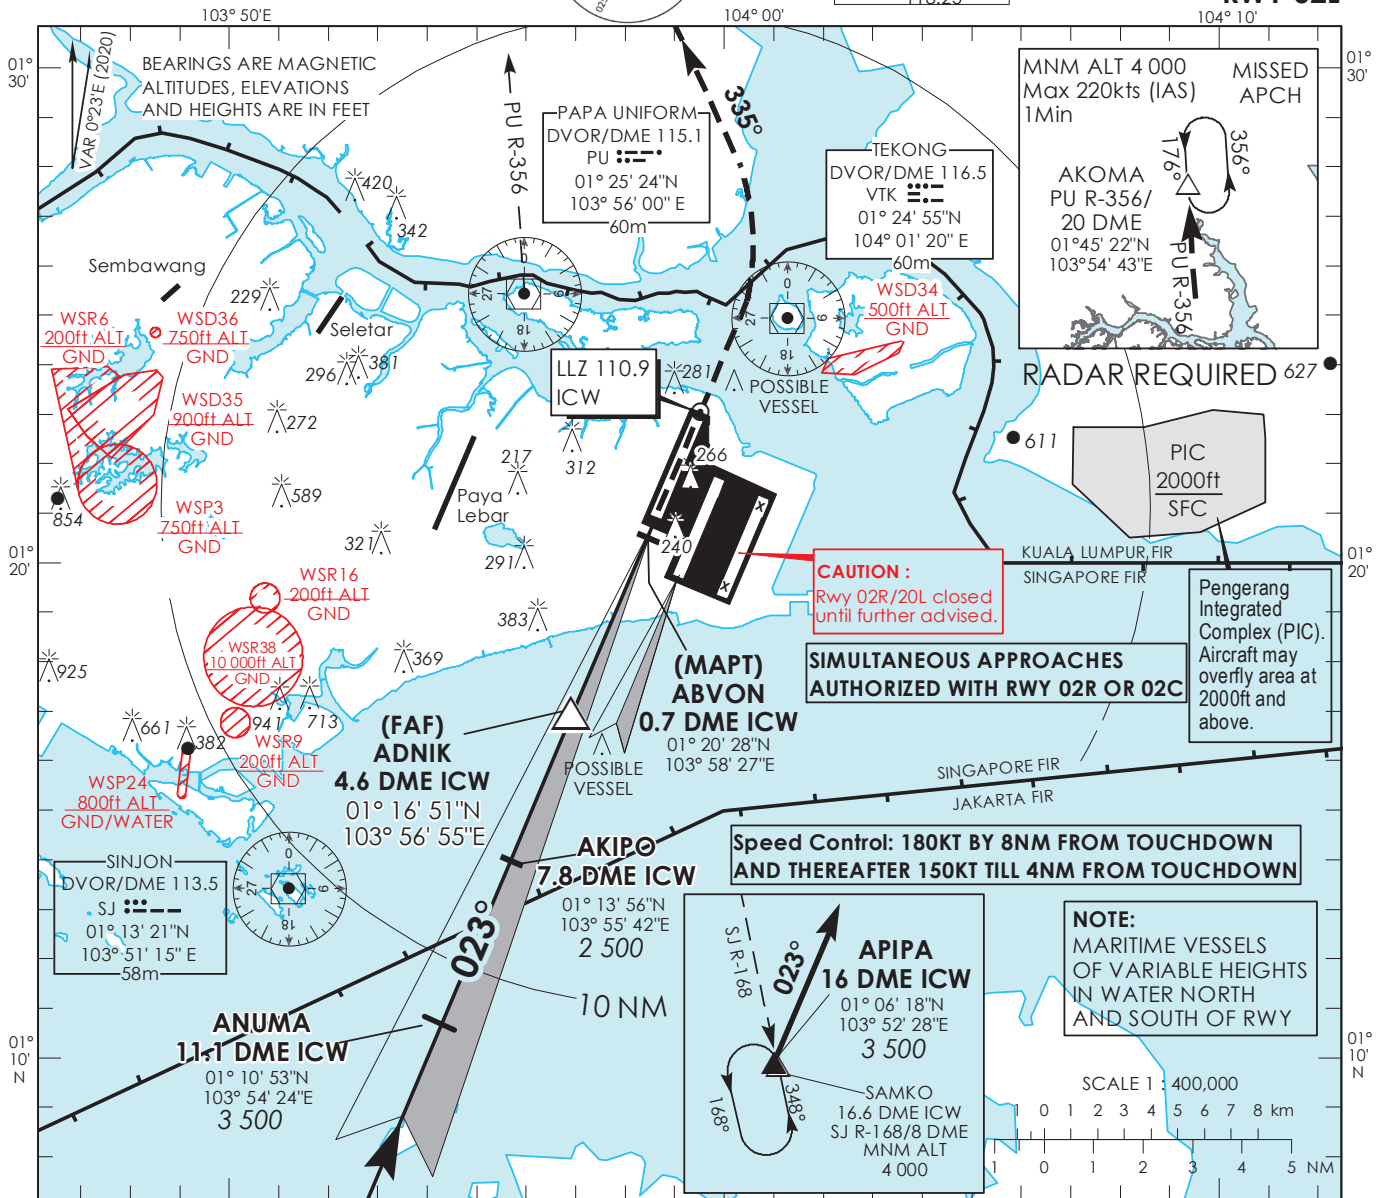 RWY 02L
103° 50'E
104° 00'
104° 10'
01°
30'
VAR 0°23'E (2020)
BEARINGS ARE MAGNETIC
ALTITUDES, ELEVATIONS
AND HEIGHTS ARE IN FEET
PU R-356
PAPA UNIFORM
DVOR/DME 115.1
PU
01° 25' 24"N
103° 56' 00" E
60m
335°
TEKONG
DVOR/DME 116.5
VTK
01° 24' 55"N
104° 01' 20" E
60m
MNM ALT 4 000
Max 220kts (IAS)
1Min
MISSED
APCH
176°
356°
AKOMA
PU R-356/
20 DME
01°45' 22"N
103°54' 43"E
PU R-356
01°
30'
420
342
Sembawang
229
Seletar
296
381
WSR6
200ft ALT
GND
WSD36
750ft ALT
GND
WSD35
900ft ALT
GND
WSP3
750ft ALT
GND
854
272
589
321
0
9
18
27
0
9
18
27
WSD34
500ft ALT
GND
LLZ 110.9
ICW
281
POSSIBLE
VESSEL
RADAR REQUIRED
627
611
PIC
2000ft
SFC
312
217
266
Paya
Lebar
291
240
383
369
01°
20'
KUALA LUMPUR FIR
SINGAPORE FIR
01°
20'
CAUTION :
Rwy 02R/20L closed
until further advised.
Pengerang
Integrated
Complex (PIC).
Aircraft may
overfly area at
2000ft and
above.
WSR16
200ft ALT
GND
WSR38
10 000ft ALT
GND
925
941
713
661
382
WSR9
200ft ALT
GND
WSP24
800ft ALT
GND/WATER
SIMULTANEOUS APPROACHES
AUTHORIZED WITH RWY 02R OR 02C
(MAPT)
ABVON
0.7 DME ICW
01° 20' 28"N
103° 58' 27"E
(FAF)
ADNIK
4.6 DME ICW
01° 16' 51"N
103° 56' 55"E
POSSIBLE
VESSEL
SINGAPORE FIR
JAKARTA FIR
Speed Control: 180KT BY 8NM FROM TOUCHDOWN
AND THEREAFTER 150KT TILL 4NM FROM TOUCHDOWN
AKIPO
7.8 DME ICW
01° 13' 56"N
103° 55' 42"E
2 500
SINJON
DVOR/DME 113.5
SJ
01° 13' 21"N
103° 51' 15" E
58m
0
9
18
27
023°
10 NM
ANUMA
11.1 DME ICW
01° 10' 53"N
103° 54' 24"E
3 500
SJ R-168
023°
APIPA
16 DME ICW
01° 06' 18"N
103° 52' 28"E
3 500
168°
348°
SAMKO
16.6 DME ICW
SJ R-168/8 DME
MNM ALT
4 000
NOTE:
MARITIME VESSELS
OF VARIABLE HEIGHTS
IN WATER NORTH
AND SOUTH OF RWY
01°
10'
N
01°
10'
N
SCALE 1 : 400,000
1 0 1 2 3 4 5 6 7 8 km
1 0 1 2 3 4 5 NM